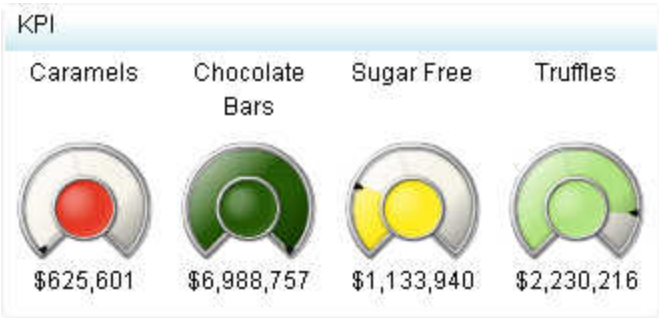 KPI
Caramels
Chocolate
Bars
Sugar Free
Truffles
$625,601
$6,988,757
$1,133,940
$2,230,216